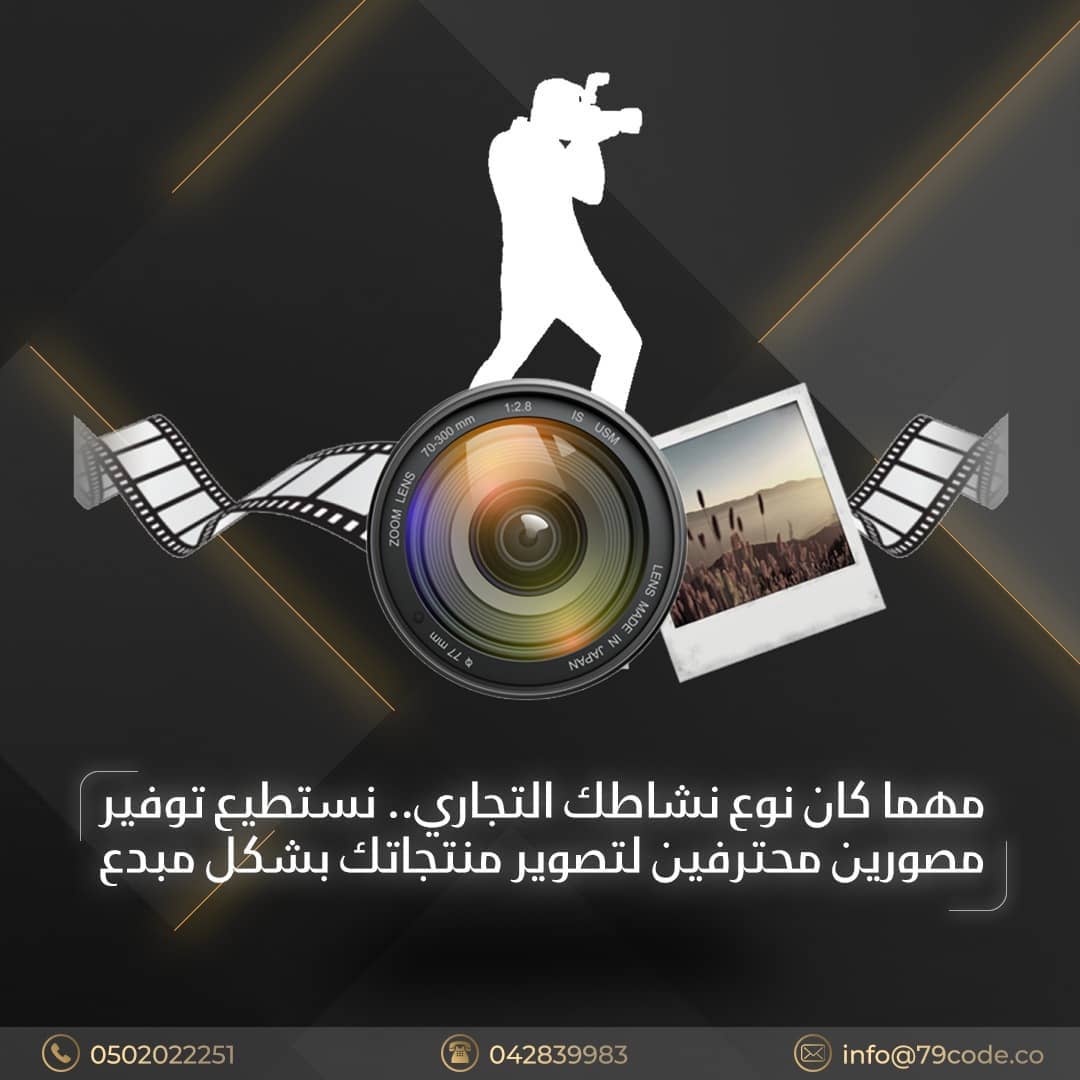 ZOOM LENS 70-300 mm 1:2.8 IS USM
LENS MADE IN JAPAN
φ 77 mm
مهما كان نوع نشاطك التجاري.. نستطيع توفير
مصورين محترفين لتصوير منتجاتك بشكل مبدع
0502022251
042839983
info@79code.co